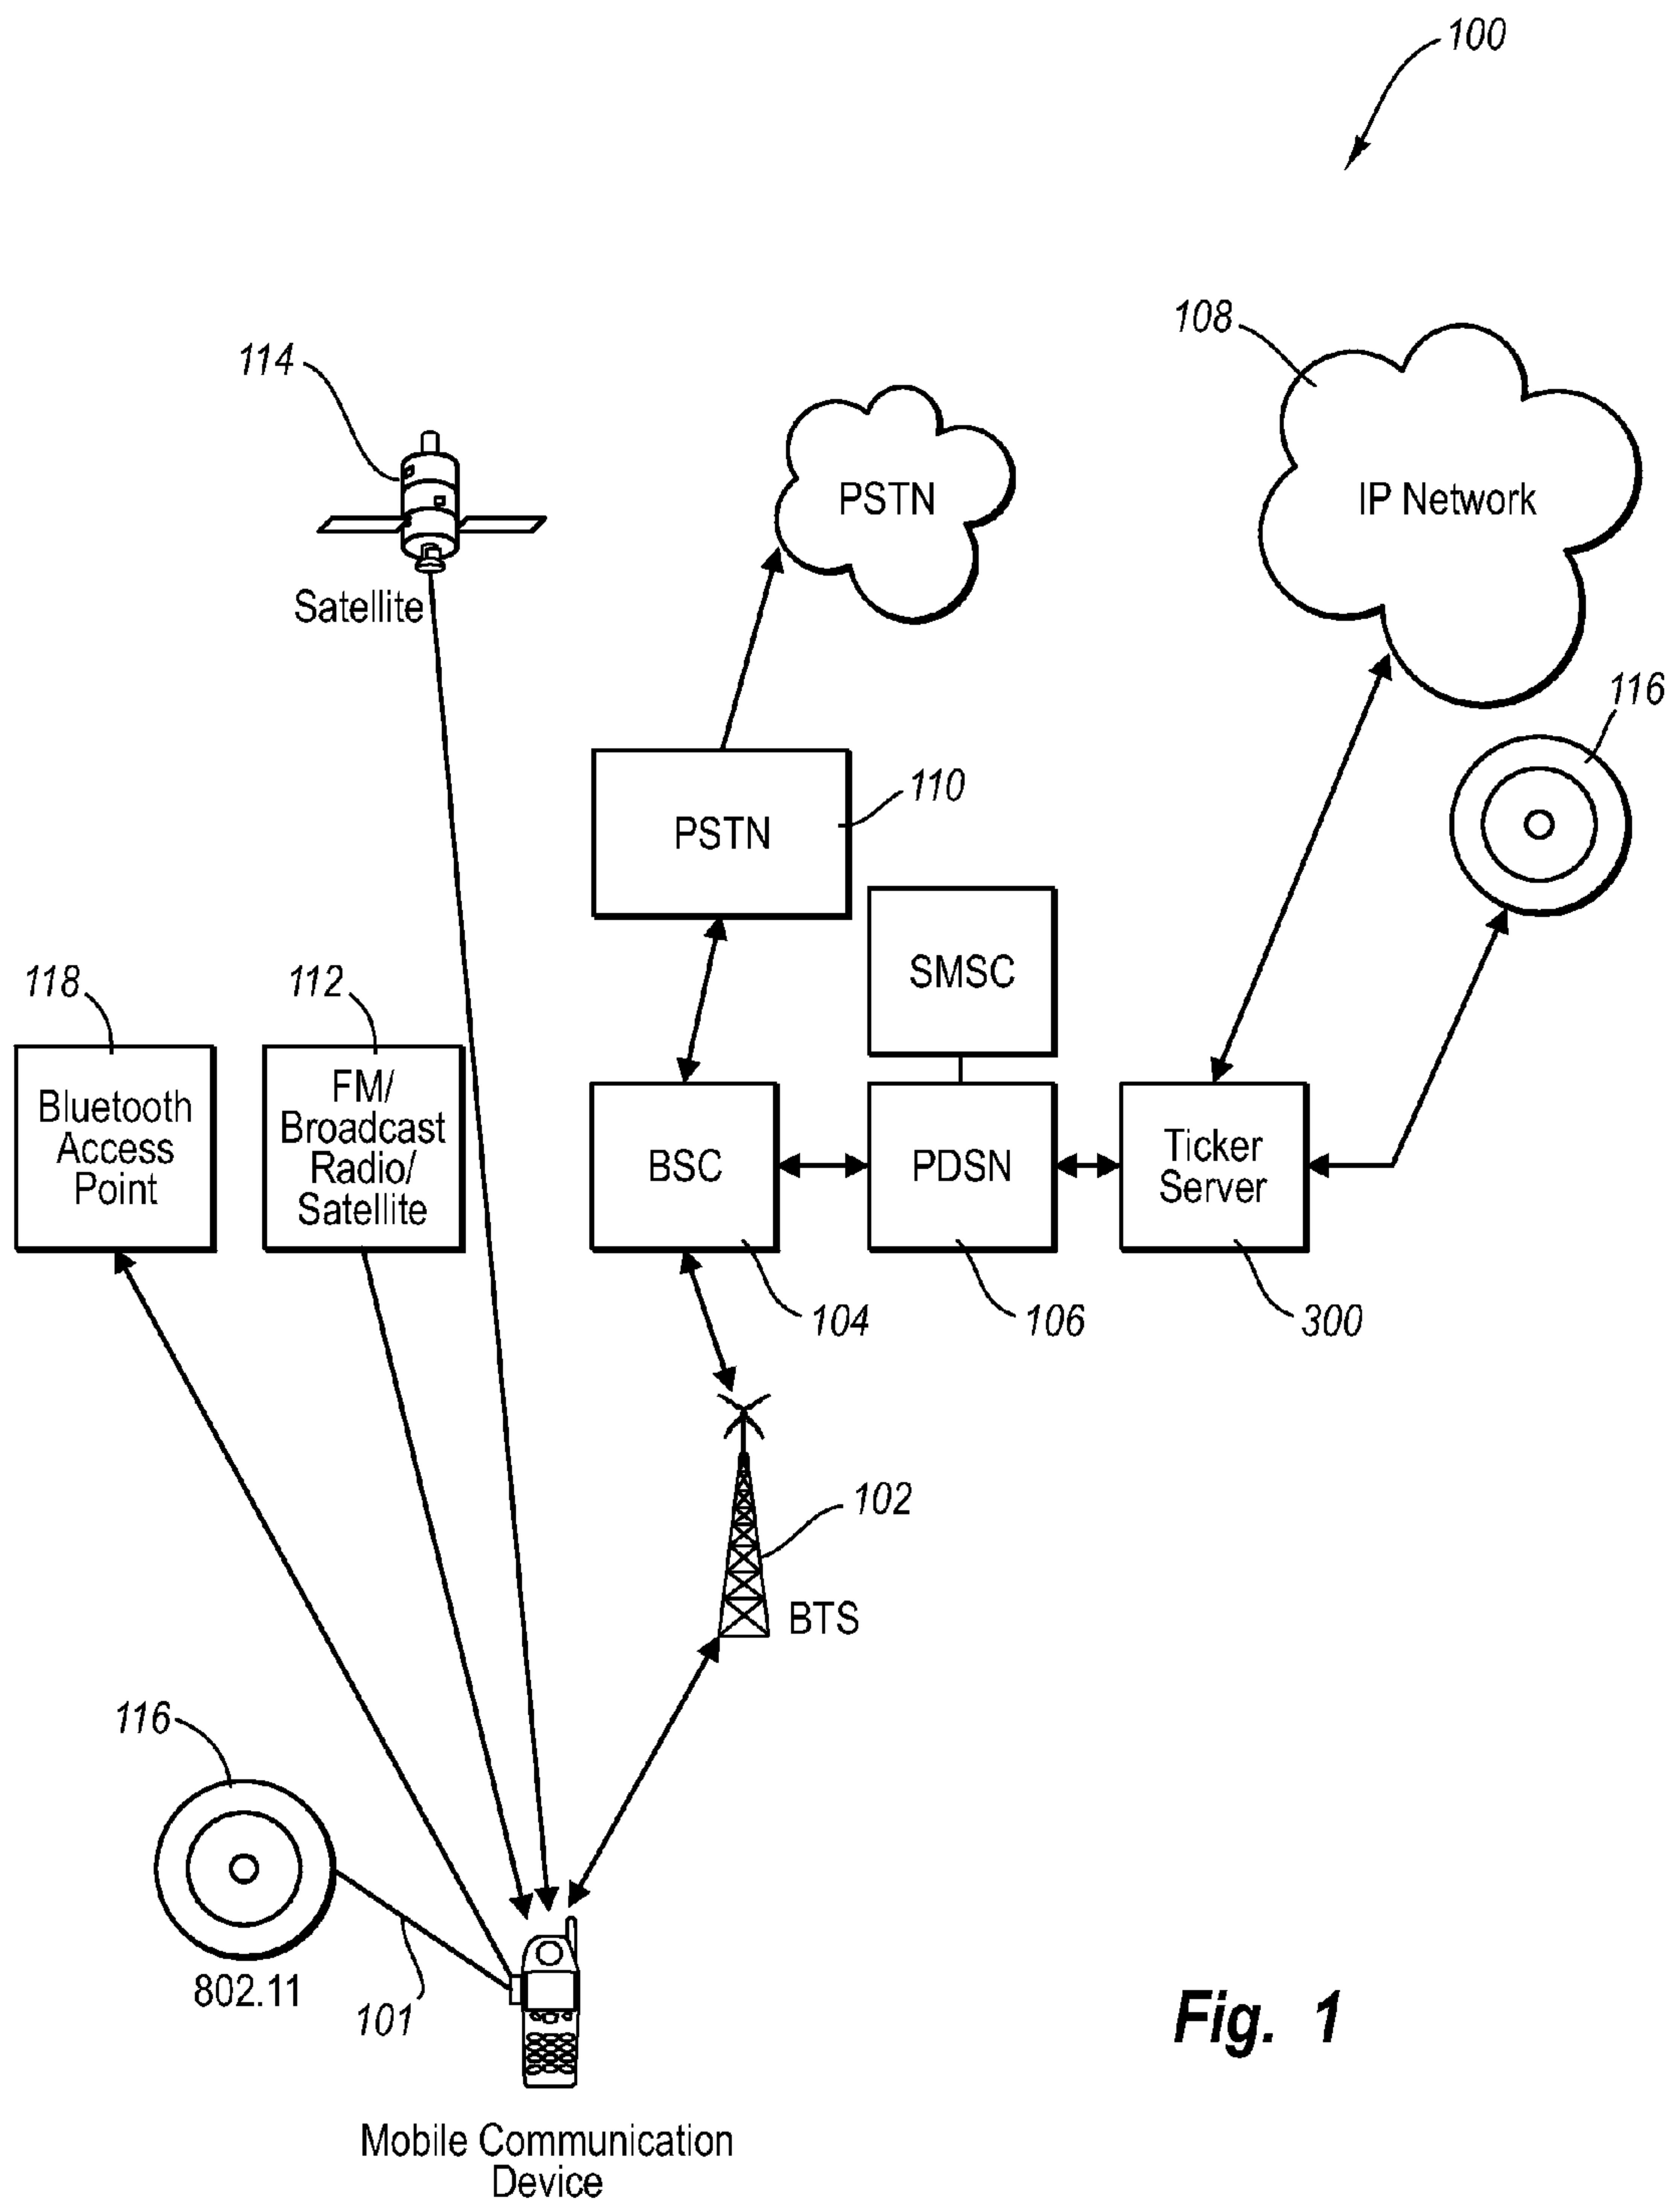 100
108
114
PSTN
IP Network
Satellite
116
110
PSTN
SMSC
118
112
Bluetooth
Access
Point
FM/
Broadcast
Radio/
Satellite
BSC
PDSN
Ticker
Server
104
106
300
102
BTS
116
802.11
101
Fig. 1
Mobile Communication
Device